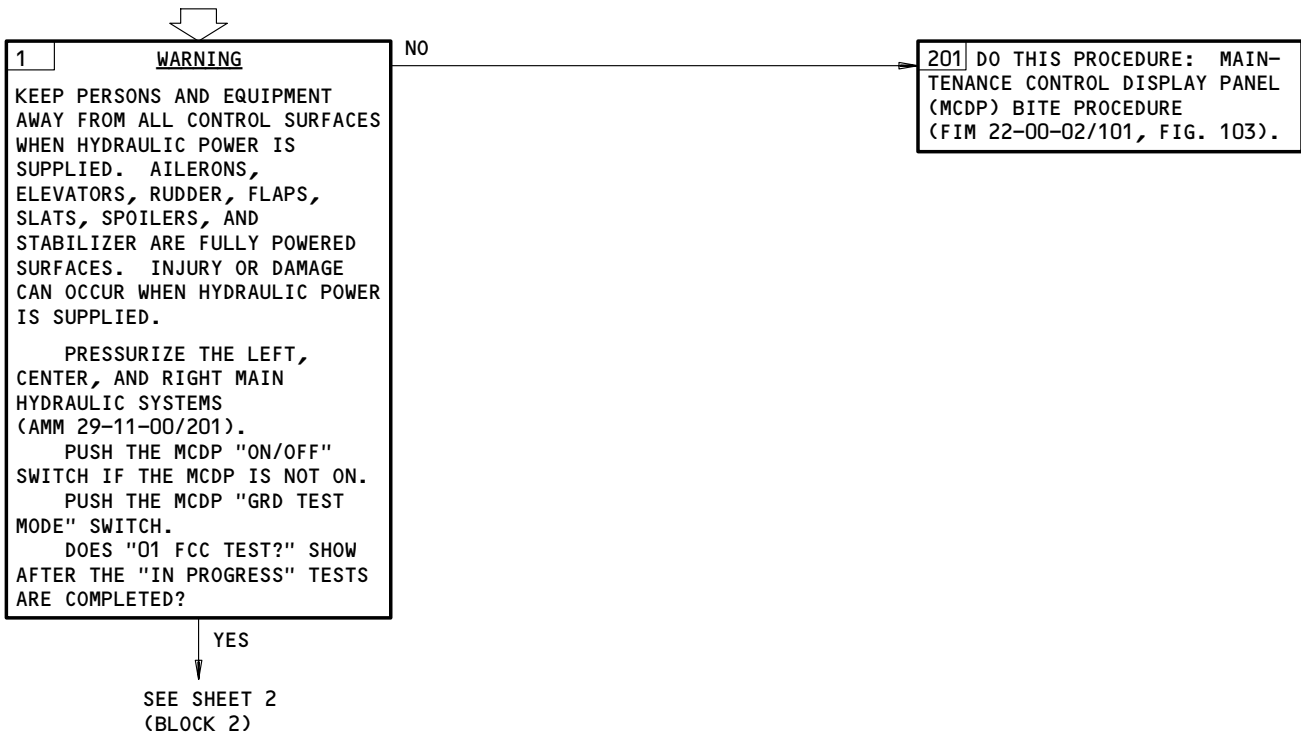 1 WARNING
KEEP PERSONS AND EQUIPMENT
AWAY FROM ALL CONTROL SURFACES
WHEN HYDRAULIC POWER IS
SUPPLIED. AILERONS,
ELEVATORS, RUDDER, FLAPS,
SLATS, SPOILERS, AND
STABILIZER ARE FULLY POWERED
SURFACES. INJURY OR DAMAGE
CAN OCCUR WHEN HYDRAULIC POWER
IS SUPPLIED.
PRESSURIZE THE LEFT,
CENTER, AND RIGHT MAIN
HYDRAULIC SYSTEMS
(AMM 29-11-00/201).
PUSH THE MCDP "ON/OFF"
SWITCH IF THE MCDP IS NOT ON.
PUSH THE MCDP "GRD TEST
MODE" SWITCH.
DOES "01 FCC TEST?" SHOW
AFTER THE "IN PROGRESS" TESTS
ARE COMPLETED?
NO
201 DO THIS PROCEDURE: MAIN-
TENANCE CONTROL DISPLAY PANEL
(MCDP) BITE PROCEDURE
(FIM 22-00-02/101, FIG. 103).
YES
SEE SHEET 2
(BLOCK 2)